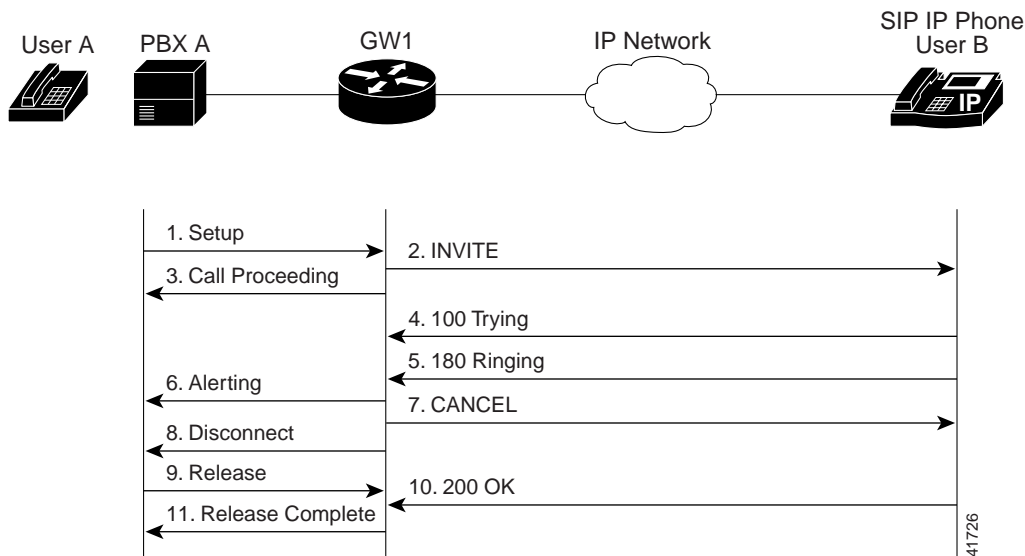 User A
PBX A
GW1
IP Network
SIP IP Phone
User B
IP
1. Setup
2. INVITE
3. Call Proceeding
4. 100 Trying
5. 180 Ringing
6. Alerting
7. CANCEL
8. Disconnect
9. Release
10. 200 OK
11. Release Complete
41726